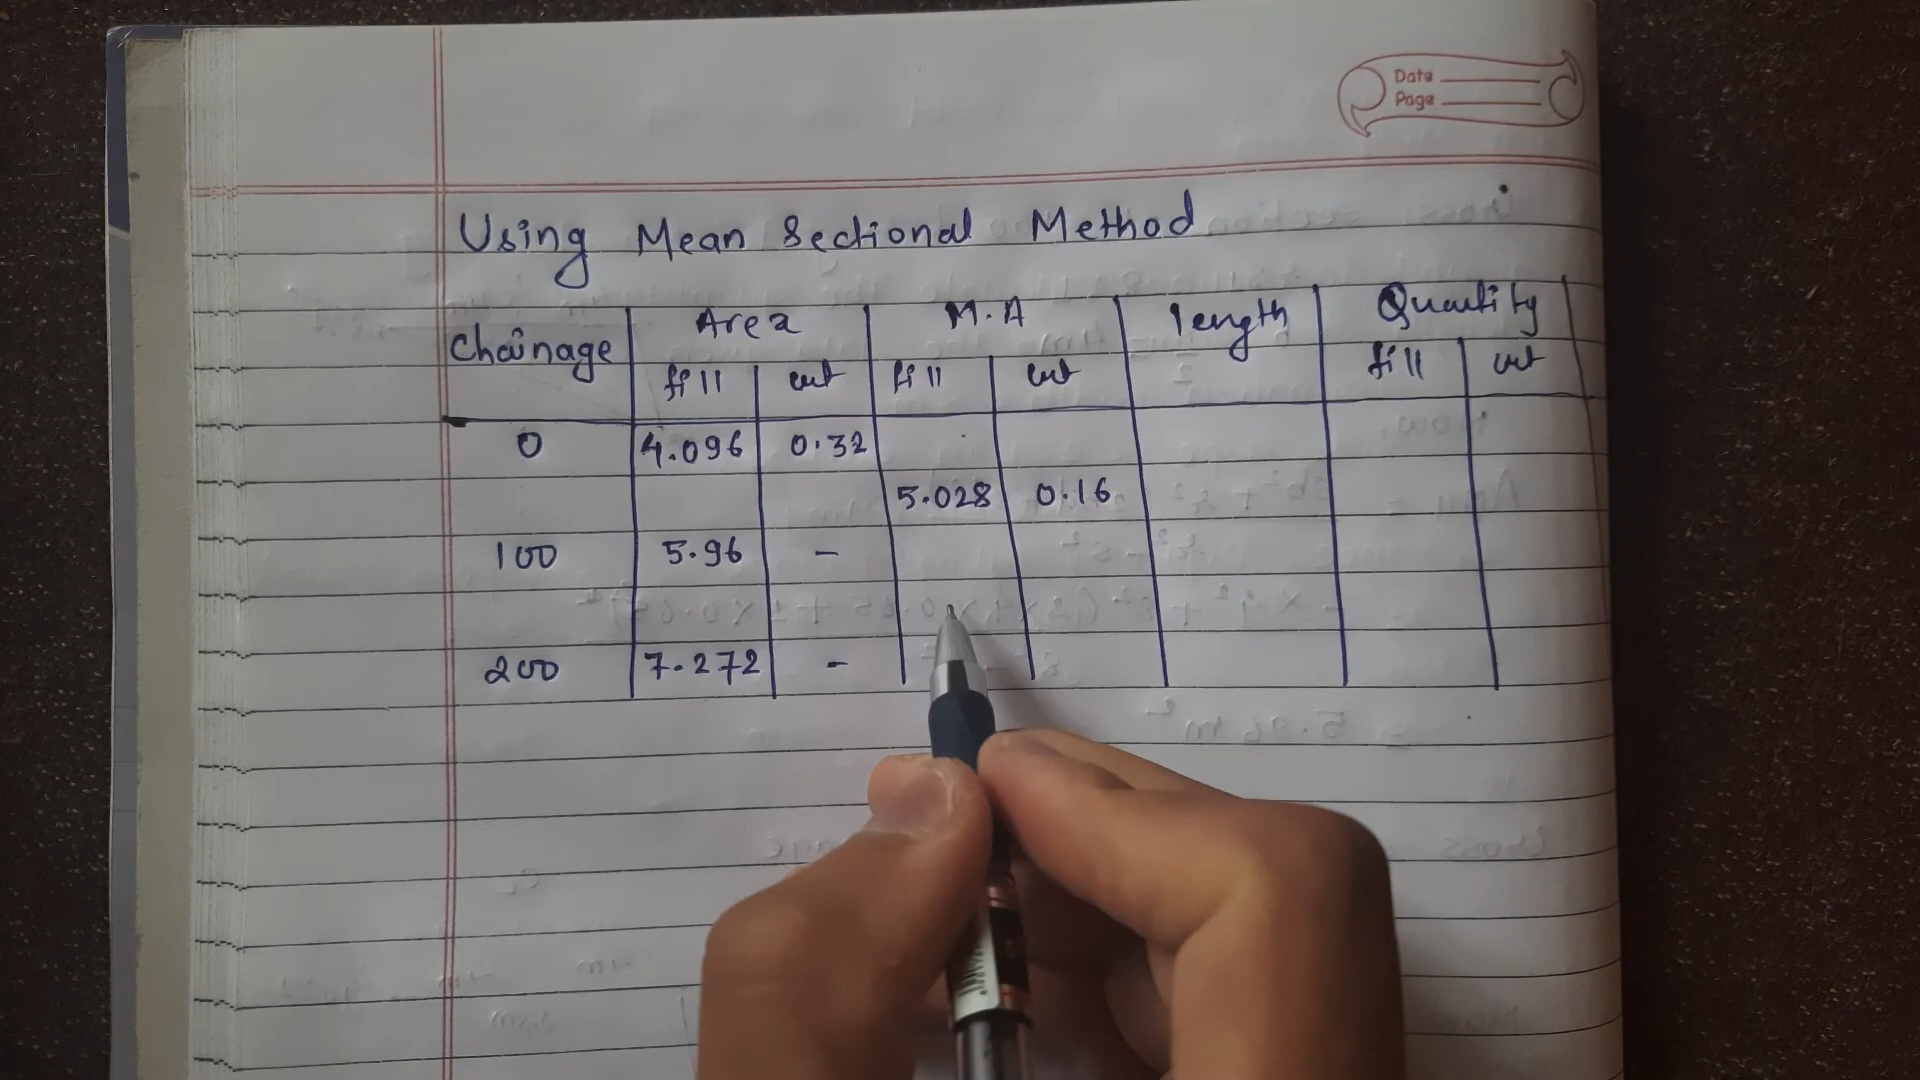 Date
Page
Using Mean Sectional Method
Chainage Area M.A length Quantity
fill cut fill cut fill cut
0 4.096 0.32
5.028 0.16
100 5.96 -
200 7.272 -